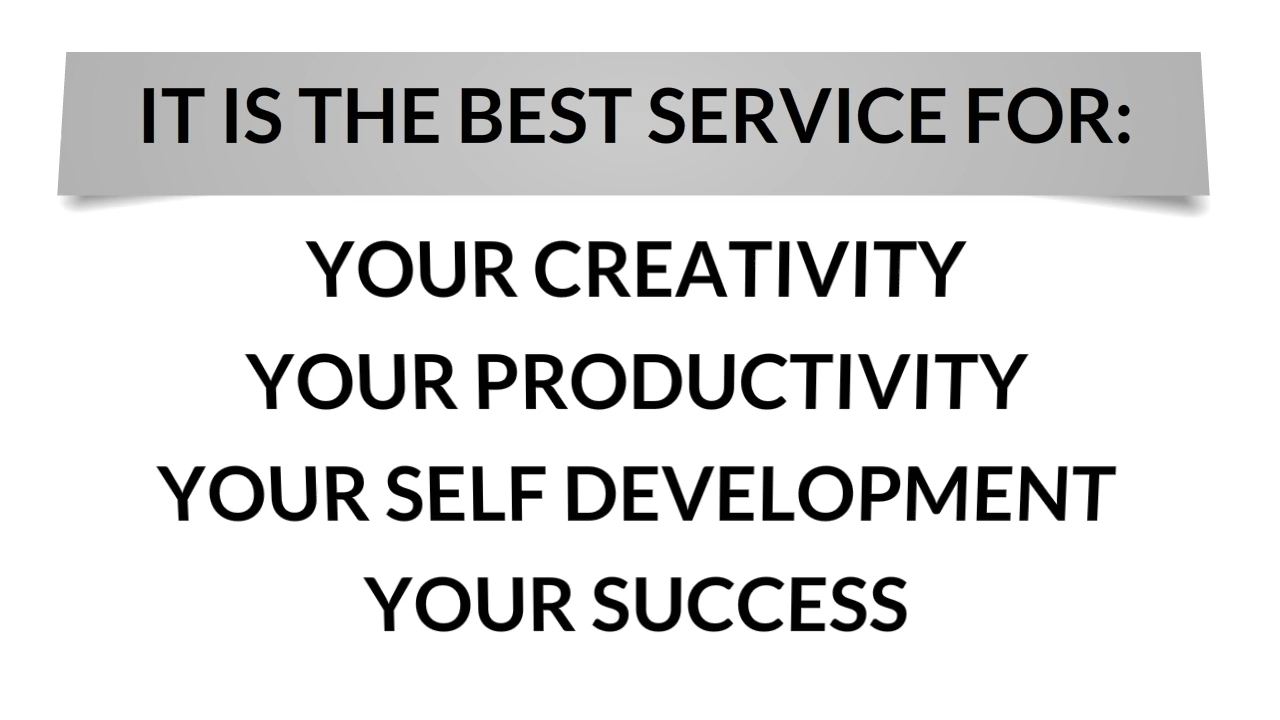 IT IS THE BEST SERVICE FOR:
YOUR CREATIVITY
YOUR PRODUCTIVITY
YOUR SELF DEVELOPMENT
YOUR SUCCESS